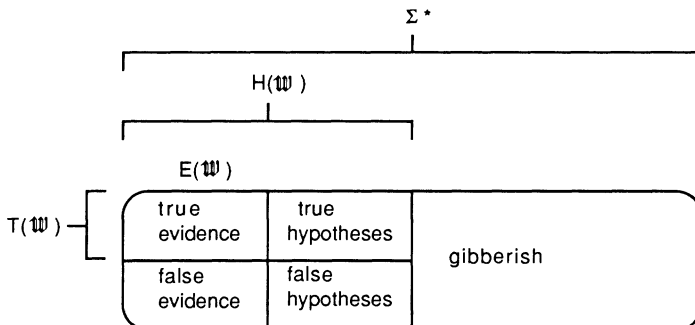 Σ *
H(𝔚)
E(𝔚)
T(𝔚)
true evidence
true hypotheses
gibberish
false evidence
false hypotheses